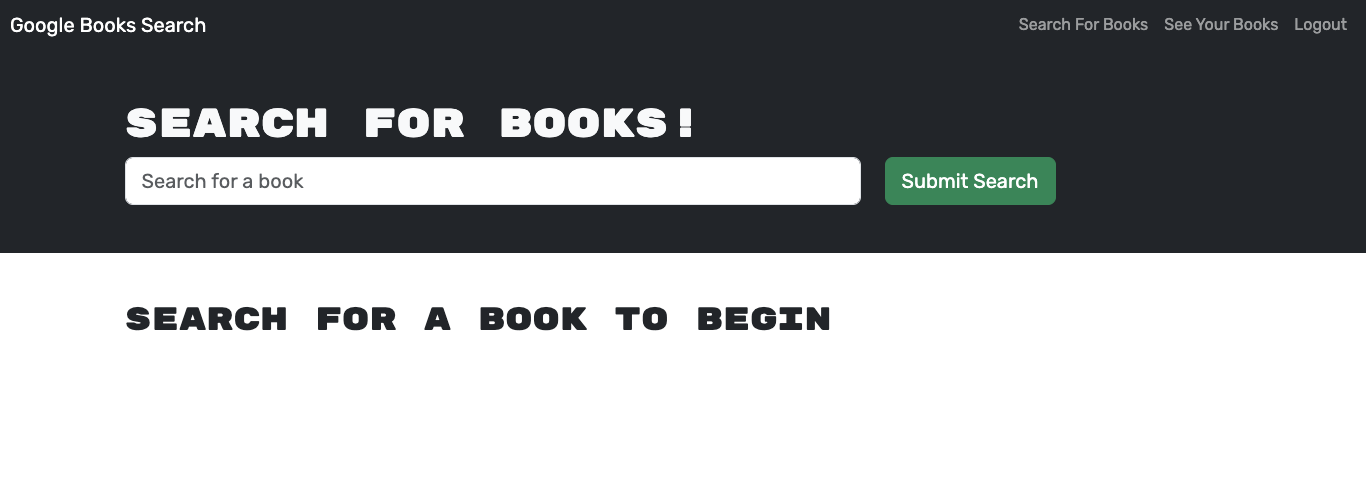 Google Books Search
Search For Books
See Your Books
Logout
SEARCH FOR BOOKS!
Search for a book
Submit Search
SEARCH FOR A BOOK TO BEGIN